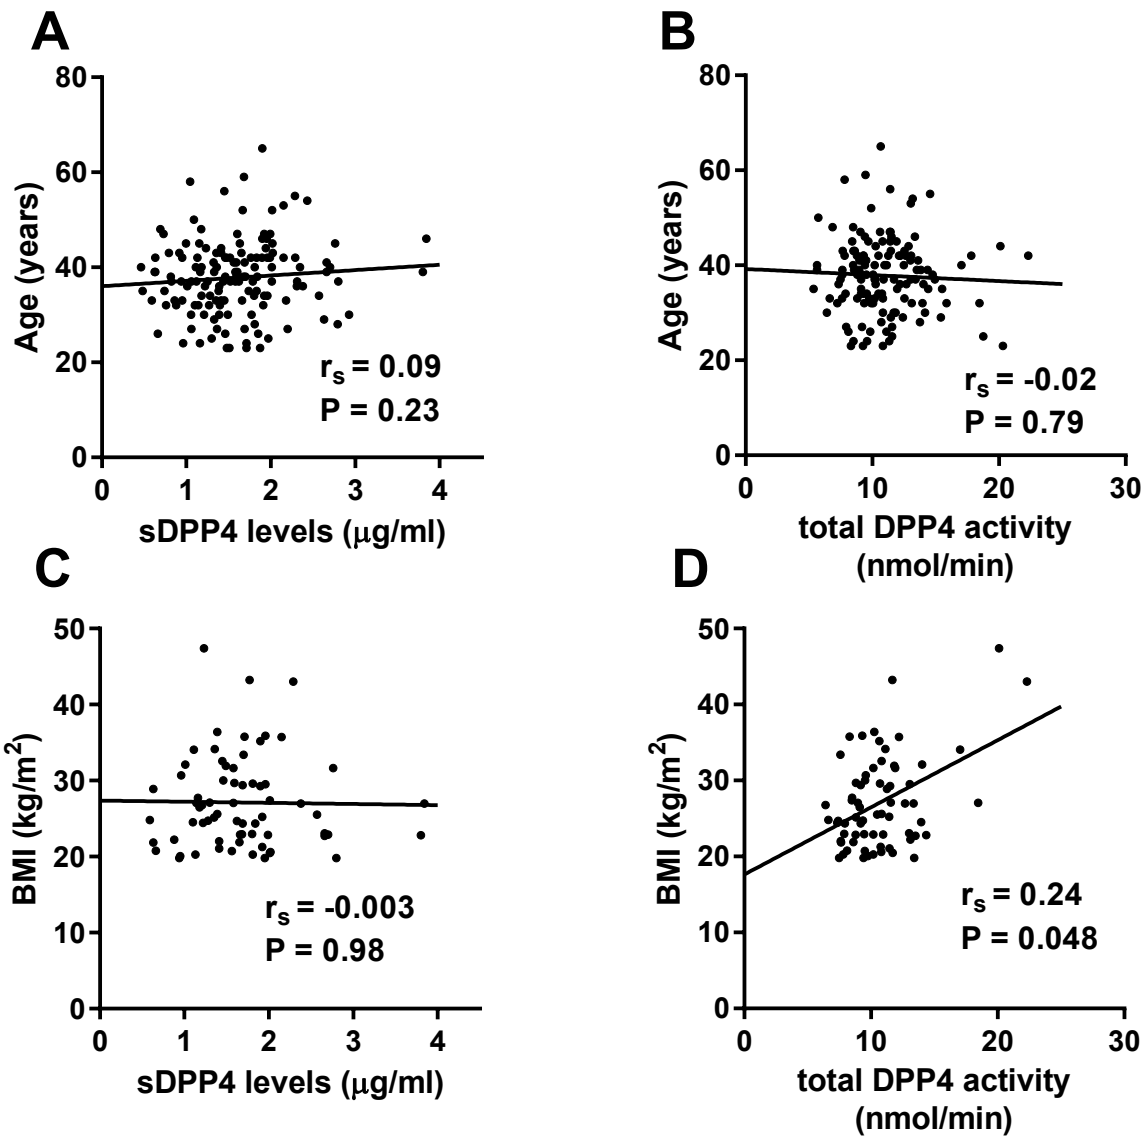 A
80
60
40
20
0
Age (years)
r_s = 0.09
P = 0.23
0 1 2 3 4
sDPP4 levels (μg/ml)
B
80
60
40
20
0
Age (years)
r_s = -0.02
P = 0.79
0 10 20 30
total DPP4 activity
(nmol/min)
C
50
40
30
20
10
0
BMI (kg/m²)
r_s = -0.003
P = 0.98
0 1 2 3 4
sDPP4 levels (μg/ml)
D
50
40
30
20
10
0
BMI (kg/m²)
r_s = 0.24
P = 0.048
0 10 20 30
total DPP4 activity
(nmol/min)